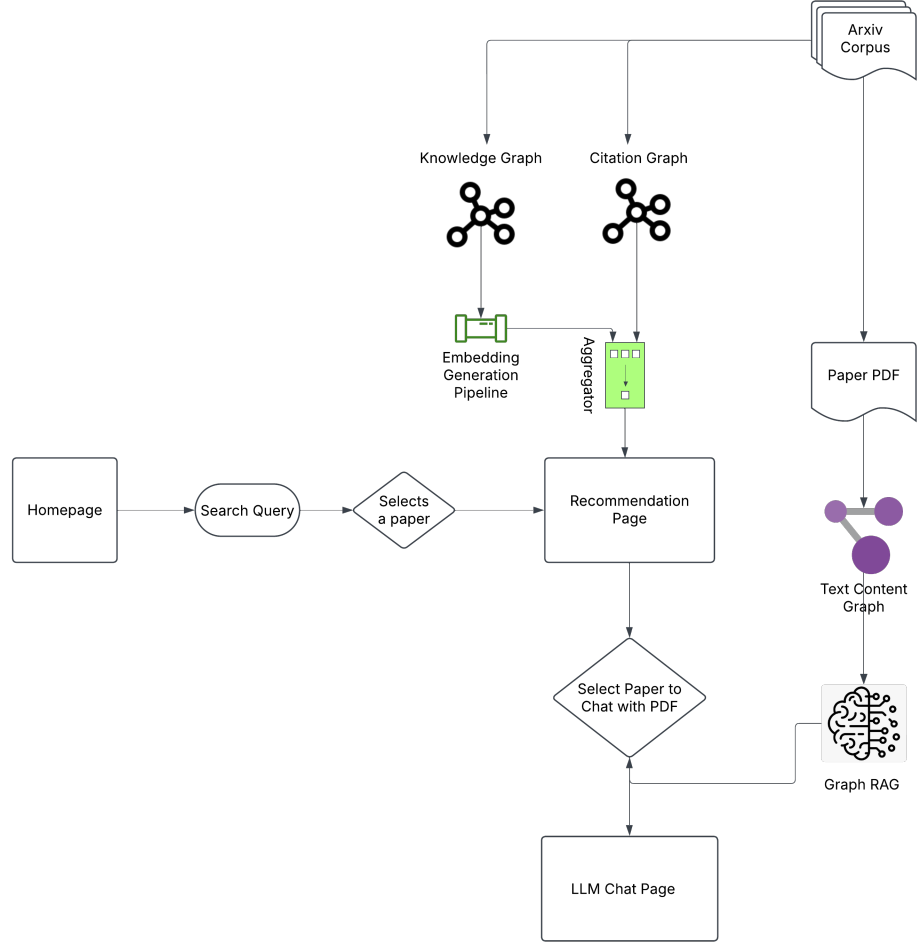 Arxiv
Corpus
Knowledge Graph
Citation Graph
Embedding
Generation
Pipeline
Aggregator
Paper PDF
Homepage
Search Query
Selects
a paper
Recommendation
Page
Text Content
Graph
Select Paper to
Chat with PDF
Graph RAG
LLM Chat Page